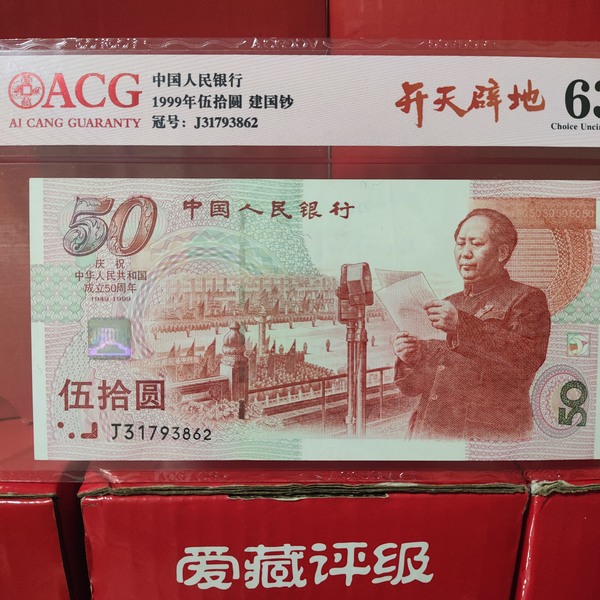 ACG
AI CANG GUARANTY
中国人民银行
1999年伍拾圆 建国钞
冠号：J31793862
开天辟地
63
Choice Uncir
50
中国人民银行
庆祝
中华人民共和国
成立50周年
1949-1999
伍拾圆
J31793862
50
爱藏评级